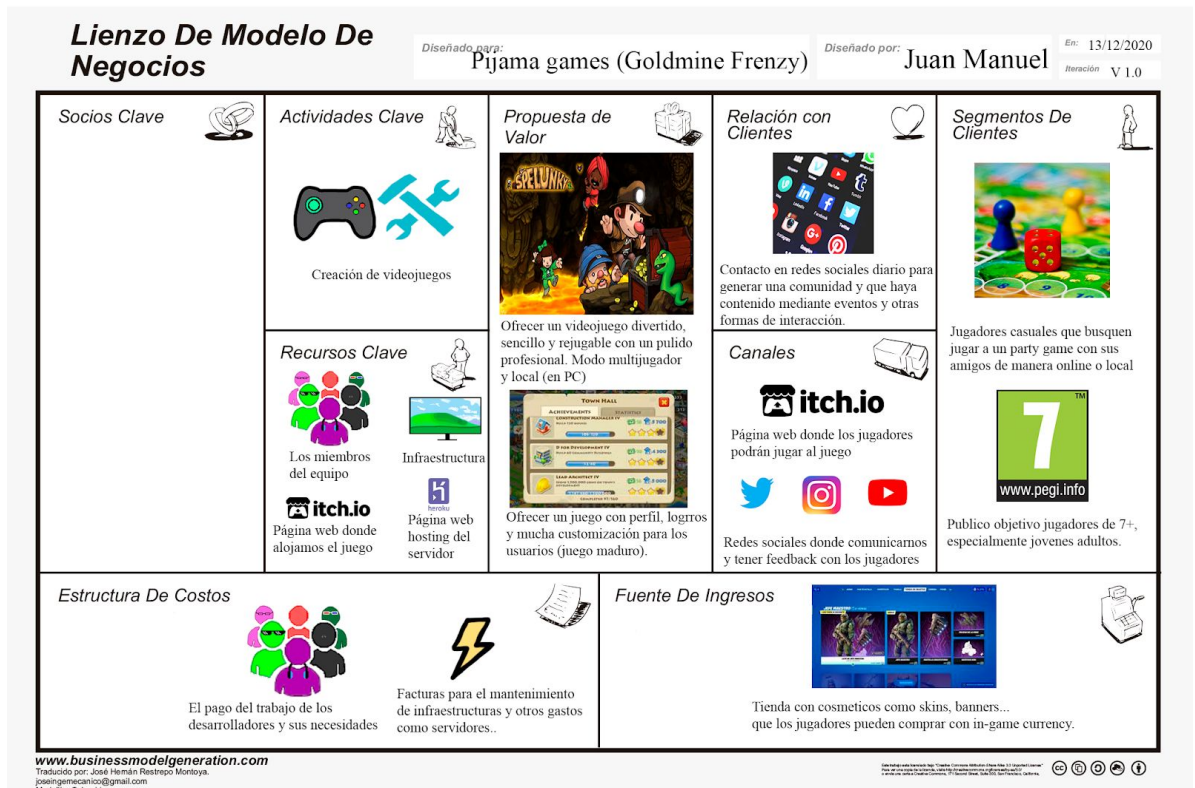 Lienzo De Modelo De
Negocios
Diseñado para:
Pijama games (Goldmine Frenzy)
Diseñado por:
Juan Manuel
En: 13/12/2020
Iteración V 1.0
Socios Clave
Actividades Clave
Creación de videojuegos
Recursos Clave
Los miembros
del equipo
Infraestructura
itch.io
Página web donde
alojamos el juego
heroku
Página web
hosting del
servidor
Propuesta de
Valor
SPELUNKY
Ofrecer un videojuego divertido,
sencillo y rejugable con un pulido
profesional. Modo multijugador
y local (en PC)
TOWN HALL
ACHIEVEMENTS
CONSTRUCTION MANAGER IV
D FOR DEVELOPMENT IV
LEAD ARCHITECT IV
Ofrecer un juego con perfil, logrros
y mucha customización para los
usuarios (juego maduro).
Relación con
Clientes
Contacto en redes sociales diario para
generar una comunidad y que haya
contenido mediante eventos y otras
formas de interacción.
Canales
itch.io
Página web donde los jugadores
podrán jugar al juego
Redes sociales donde comunicarnos
y tener feedback con los jugadores
Segmentos De
Clientes
Jugadores casuales que busquen
jugar a un party game con sus
amigos de manera online o local
7 TM
www.pegi.info
Publico objetivo jugadores de 7+,
especialmente jovenes adultos.
Estructura De Costos
El pago del trabajo de los
desarrolladores y sus necesidades
Facturas para el mantenimiento
de infraestructuras y otros gastos
como servidores..
Fuente De Ingresos
Tienda con cosmeticos como skins, banners...
que los jugadores pueden comprar con in-game currency.
www.businessmodelgeneration.com
Traducido por: José Hernán Restrepo Montoya.
joseingemecanico@gmail.com